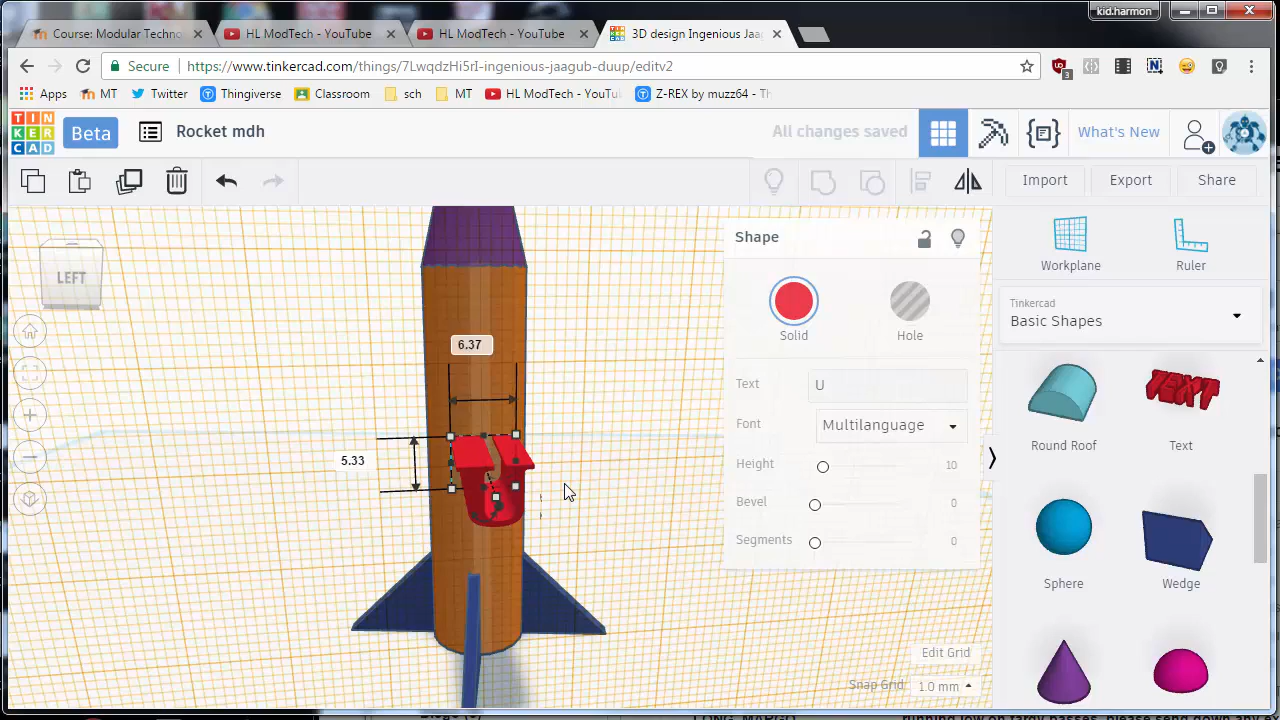 kid.harmon
Course: Modular Techno
HL ModTech - YouTube
HL ModTech - YouTube
3D design Ingenious Jaag
Secure
https://www.tinkercad.com/things/7LwqdzHi5rI-ingenious-jaagub-duup/editv2
3
Apps
MT
Twitter
Thingiverse
Classroom
sch
MT
HL ModTech - YouTu
Z-REX by muzz64 - Th
TIN
KER
CAD
Beta
Rocket mdh
All changes saved
What's New
Import
Export
Share
LEFT
6.37
5.33
Shape
Solid
Hole
Text
U
Font
Multilanguage
Height
10
Bevel
0
Segments
0
Edit Grid
Snap Grid
1.0 mm
Workplane
Ruler
Tinkercad
Basic Shapes
TEXT
Round Roof
Text
Sphere
Wedge